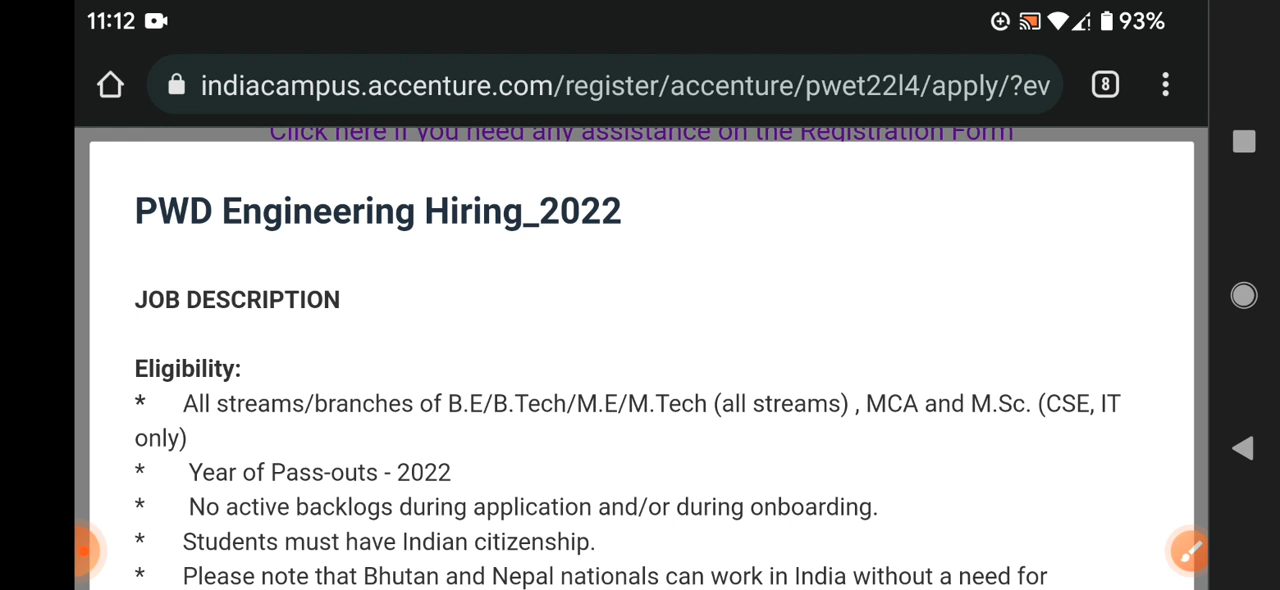 11:12 93%
indiacampus.accenture.com/register/accenture/pwet22l4/apply/?ev 8
Click here if you need any assistance on the Registration Form
PWD Engineering Hiring_2022
JOB DESCRIPTION
Eligibility:
* All streams/branches of B.E/B.Tech/M.E/M.Tech (all streams) , MCA and M.Sc. (CSE, IT
only)
* Year of Pass-outs - 2022
* No active backlogs during application and/or during onboarding.
* Students must have Indian citizenship.
* Please note that Bhutan and Nepal nationals can work in India without a need for